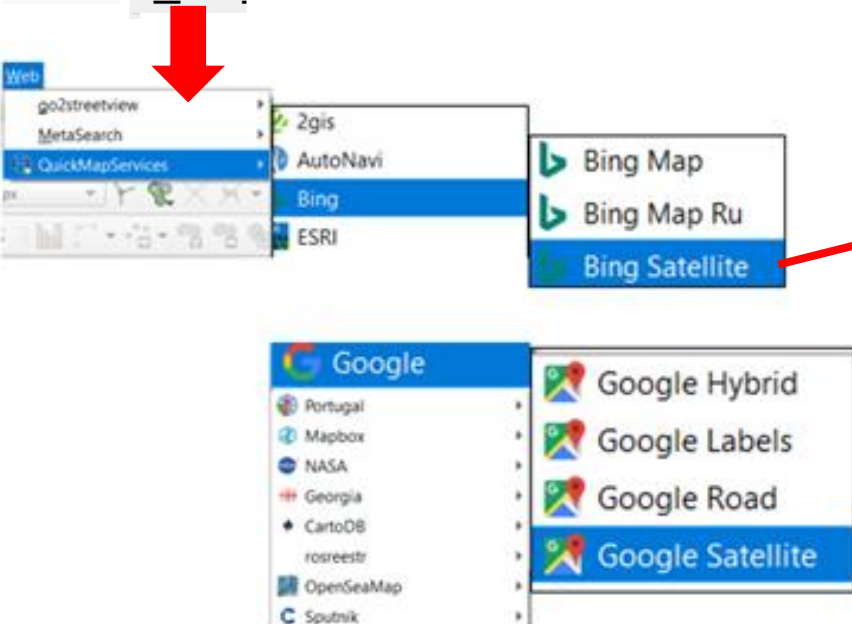 Web
go2streetview
MetaSearch
QuickMapServices
px
2gis
AutoNavi
Bing
ESRI
Bing Map
Bing Map Ru
Bing Satellite
Google
Portugal
Mapbox
NASA
Georgia
CartoDB
rosreestr
OpenSeaMap
Sputnik
Google Hybrid
Google Labels
Google Road
Google Satellite